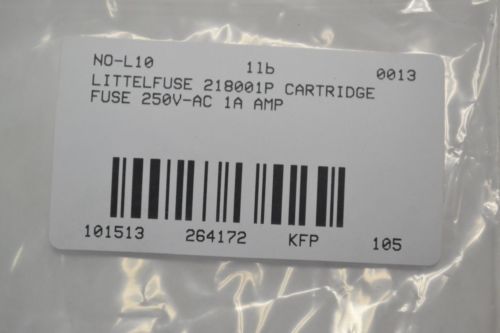 NO-L10 1lb 0013
LITTELFUSE 218001P CARTRIDGE
FUSE 250V-AC 1A AMP
101513 264172 KFP 105